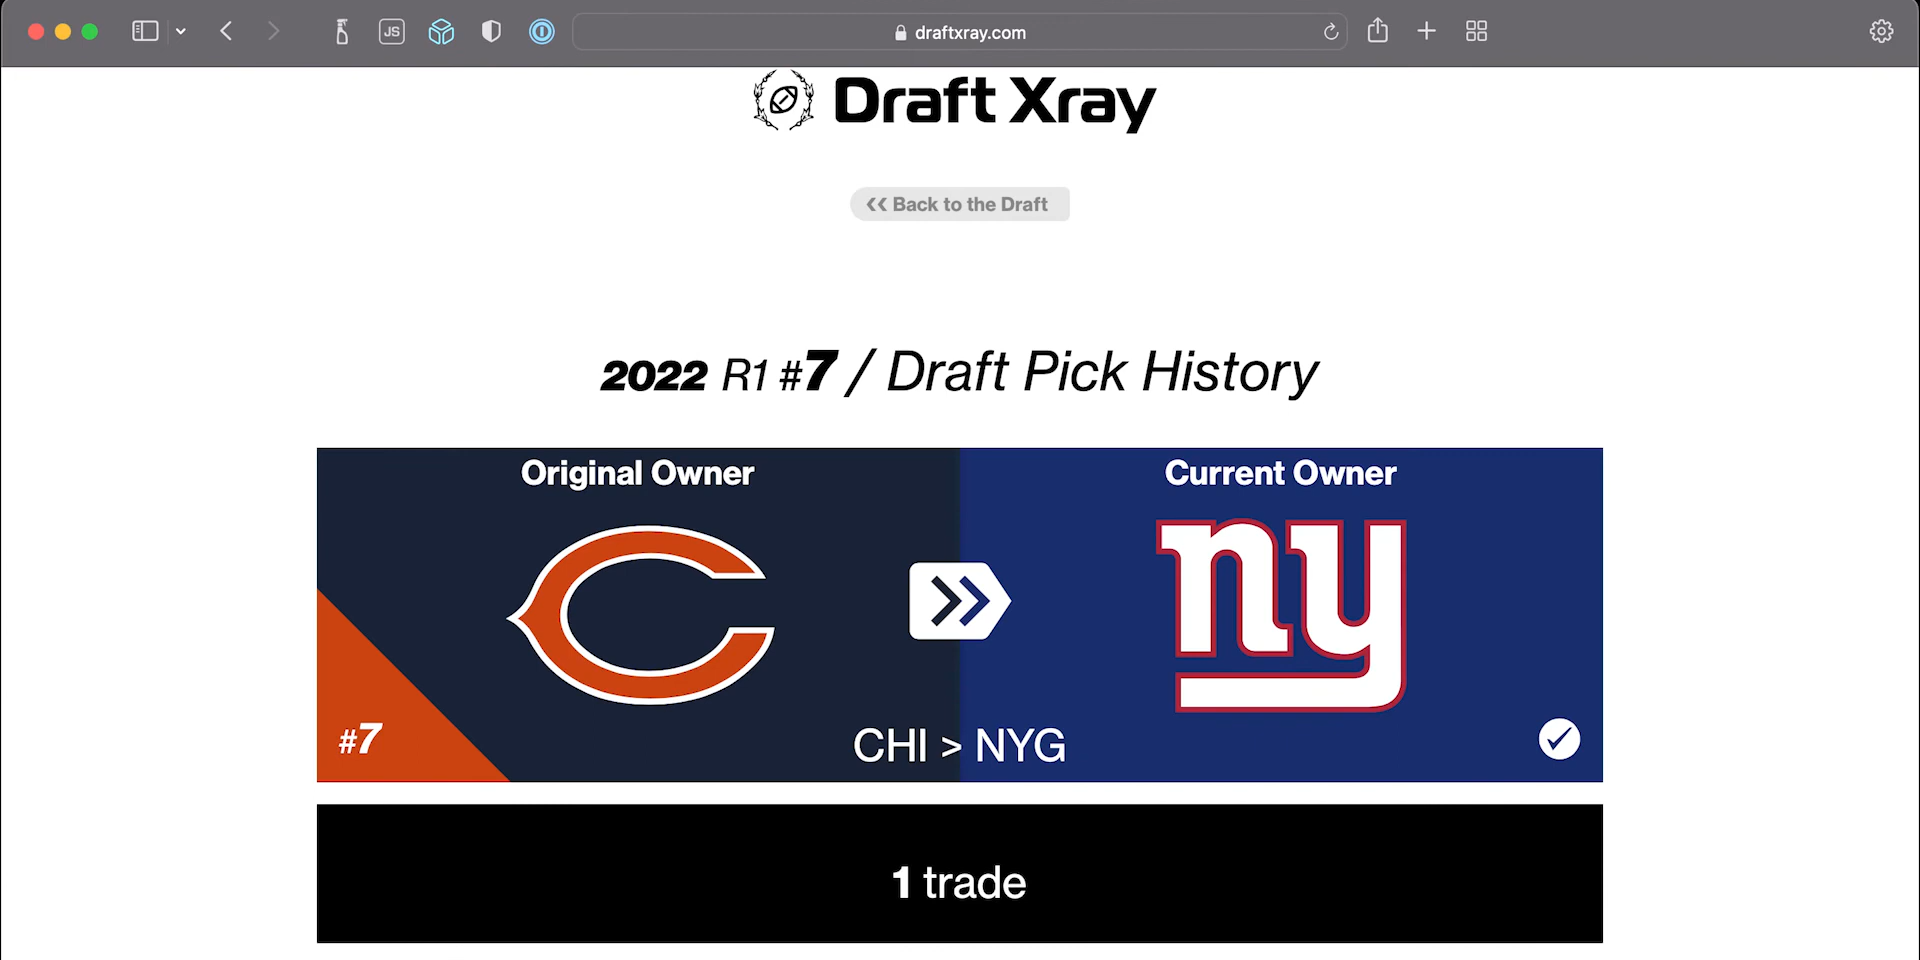 JS
draftxray.com
Draft Xray
Back to the Draft
2022 R1 #7 / Draft Pick History
Original Owner
Current Owner
C
ny
#7
CHI > NYG
1 trade